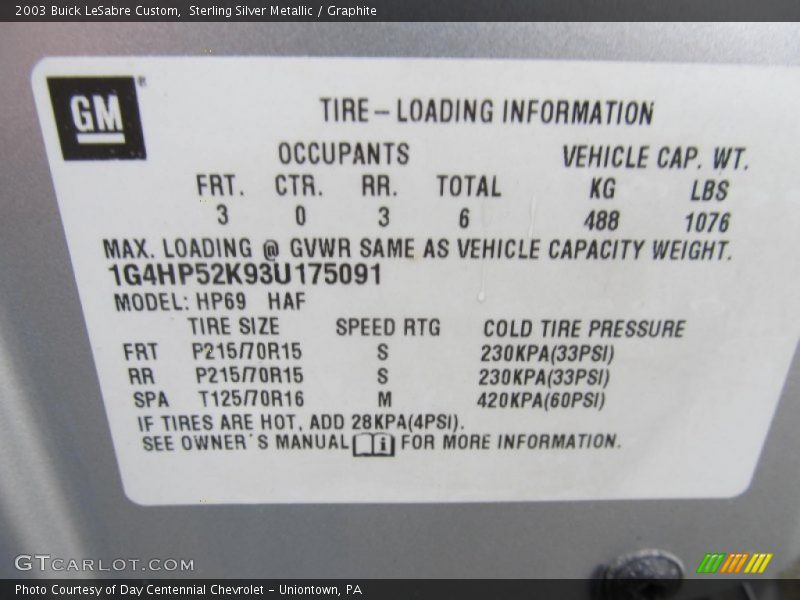 2003 Buick LeSabre Custom,  Sterling Silver Metallic / Graphite
GM®
TIRE-LOADING INFORMATION
OCCUPANTS VEHICLE CAP. WT.
FRT. CTR. RR. TOTAL KG LBS
3 0 3 6 488 1076
MAX. LOADING @ GVWR SAME AS VEHICLE CAPACITY WEIGHT.
1G4HP52K93U175091
MODEL: HP69 HAF
TIRE SIZE SPEED RTG COLD TIRE PRESSURE
FRT P215/70R15 S 230KPA(33PSI)
RR P215/70R15 S 230KPA(33PSI)
SPA T125/70R16 M 420KPA(60PSI)
IF TIRES ARE HOT, ADD 28KPA(4PSI).
SEE OWNER'S MANUAL i FOR MORE INFORMATION.
GTCARLOT.COM
Photo Courtesy of Day Centennial Chevrolet - Uniontown, PA